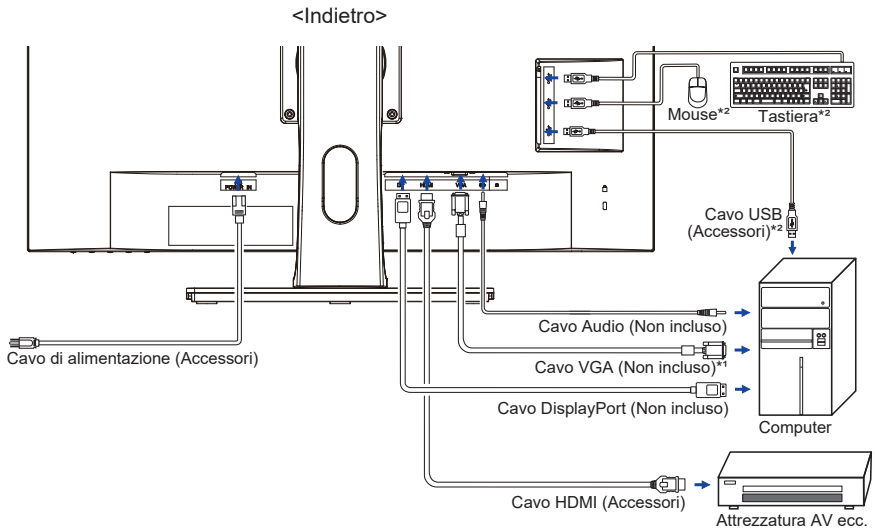 <Indietro>
Mouse*²
Tastiera*²
POWER IN
HDMI
VGA
Cavo USB
(Accessori)*²
Cavo Audio (Non incluso)
Cavo di alimentazione (Accessori)
Cavo VGA (Non incluso)*¹
Cavo DisplayPort (Non incluso)
Computer
Cavo HDMI (Accessori)
Attrezzatura AV ecc.